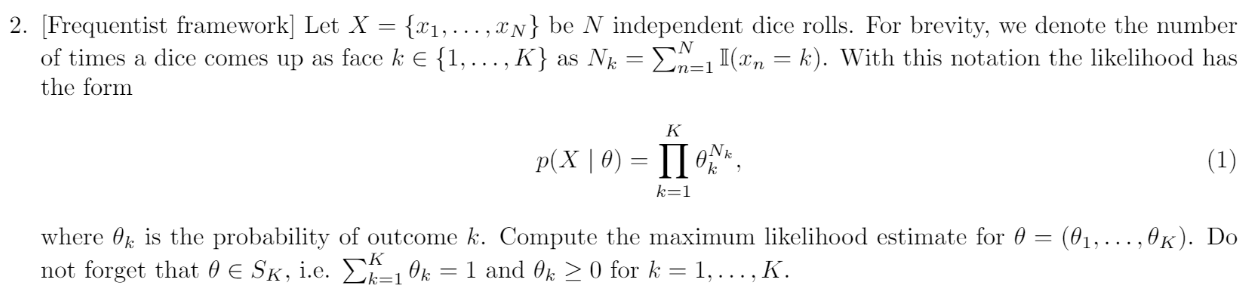 2. [Frequentist framework] Let X = {x₁, . . . , x_N} be N independent dice rolls. For brevity, we denote the number
of times a dice comes up as face k ∈ {1, . . . , K} as N_k = ∑_{n=1}^{N} 𝕀(x_n = k). With this notation the likelihood has
the form
p(X | θ) = ∏_{k=1}^{K} θ_k^{N_k}, (1)
where θ_k is the probability of outcome k. Compute the maximum likelihood estimate for θ = (θ₁, . . . , θ_K). Do
not forget that θ ∈ S_K, i.e. ∑_{k=1}^{K} θ_k = 1 and θ_k ≥ 0 for k = 1, . . . , K.